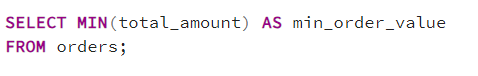 SELECT MIN(total_amount) AS min_order_value
FROM orders;